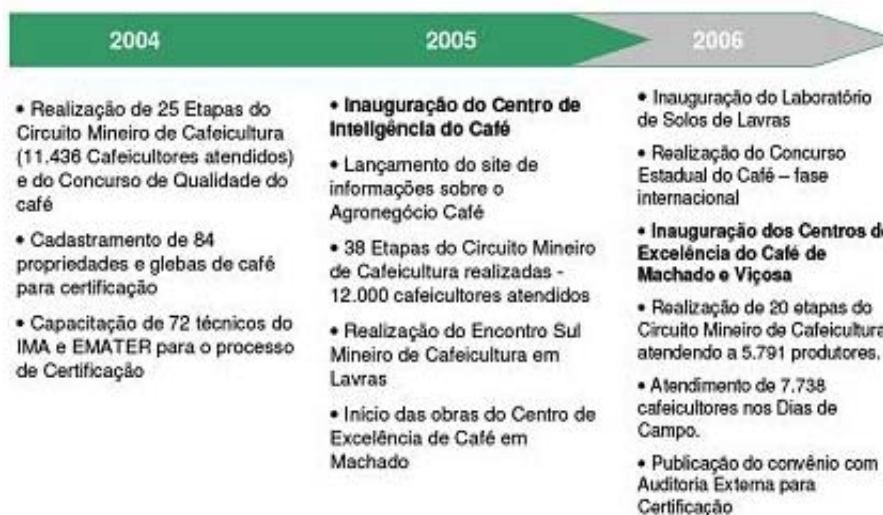 2004
2005
2006
• Realização de 25 Etapas do
Circuito Mineiro de Cafeicultura
(11.436 Cafeicultores atendidos)
e do Concurso de Qualidade do
café
• Cadastramento de 84
propriedades e glebas de café
para certificação
• Capacitação de 72 técnicos do
IMA e EMATER para o processo
de Certificação
• Inauguração do Centro de
Inteligência do Café
• Lançamento do site de
informações sobre o
Agronegócio Café
• 38 Etapas do Circuito Mineiro
de Cafeicultura realizadas -
12.000 cafeicultores atendidos
• Realização do Encontro Sul
Mineiro de Cafeicultura em
Lavras
• Início das obras do Centro de
Excelência de Café em
Machado
• Inauguração do Laboratório
de Solos de Lavras
• Realização do Concurso
Estadual do Café – fase
internacional
• Inauguração dos Centros de
Excelência do Café de
Machado e Viçosa
• Realização de 20 etapas do
Circuito Mineiro de Cafeicultura
atendendo a 5.791 produtores.
• Atendimento de 7.738
cafeicultores nos Dias de
Campo.
• Publicação do convênio com
Auditoria Externa para
Certificação